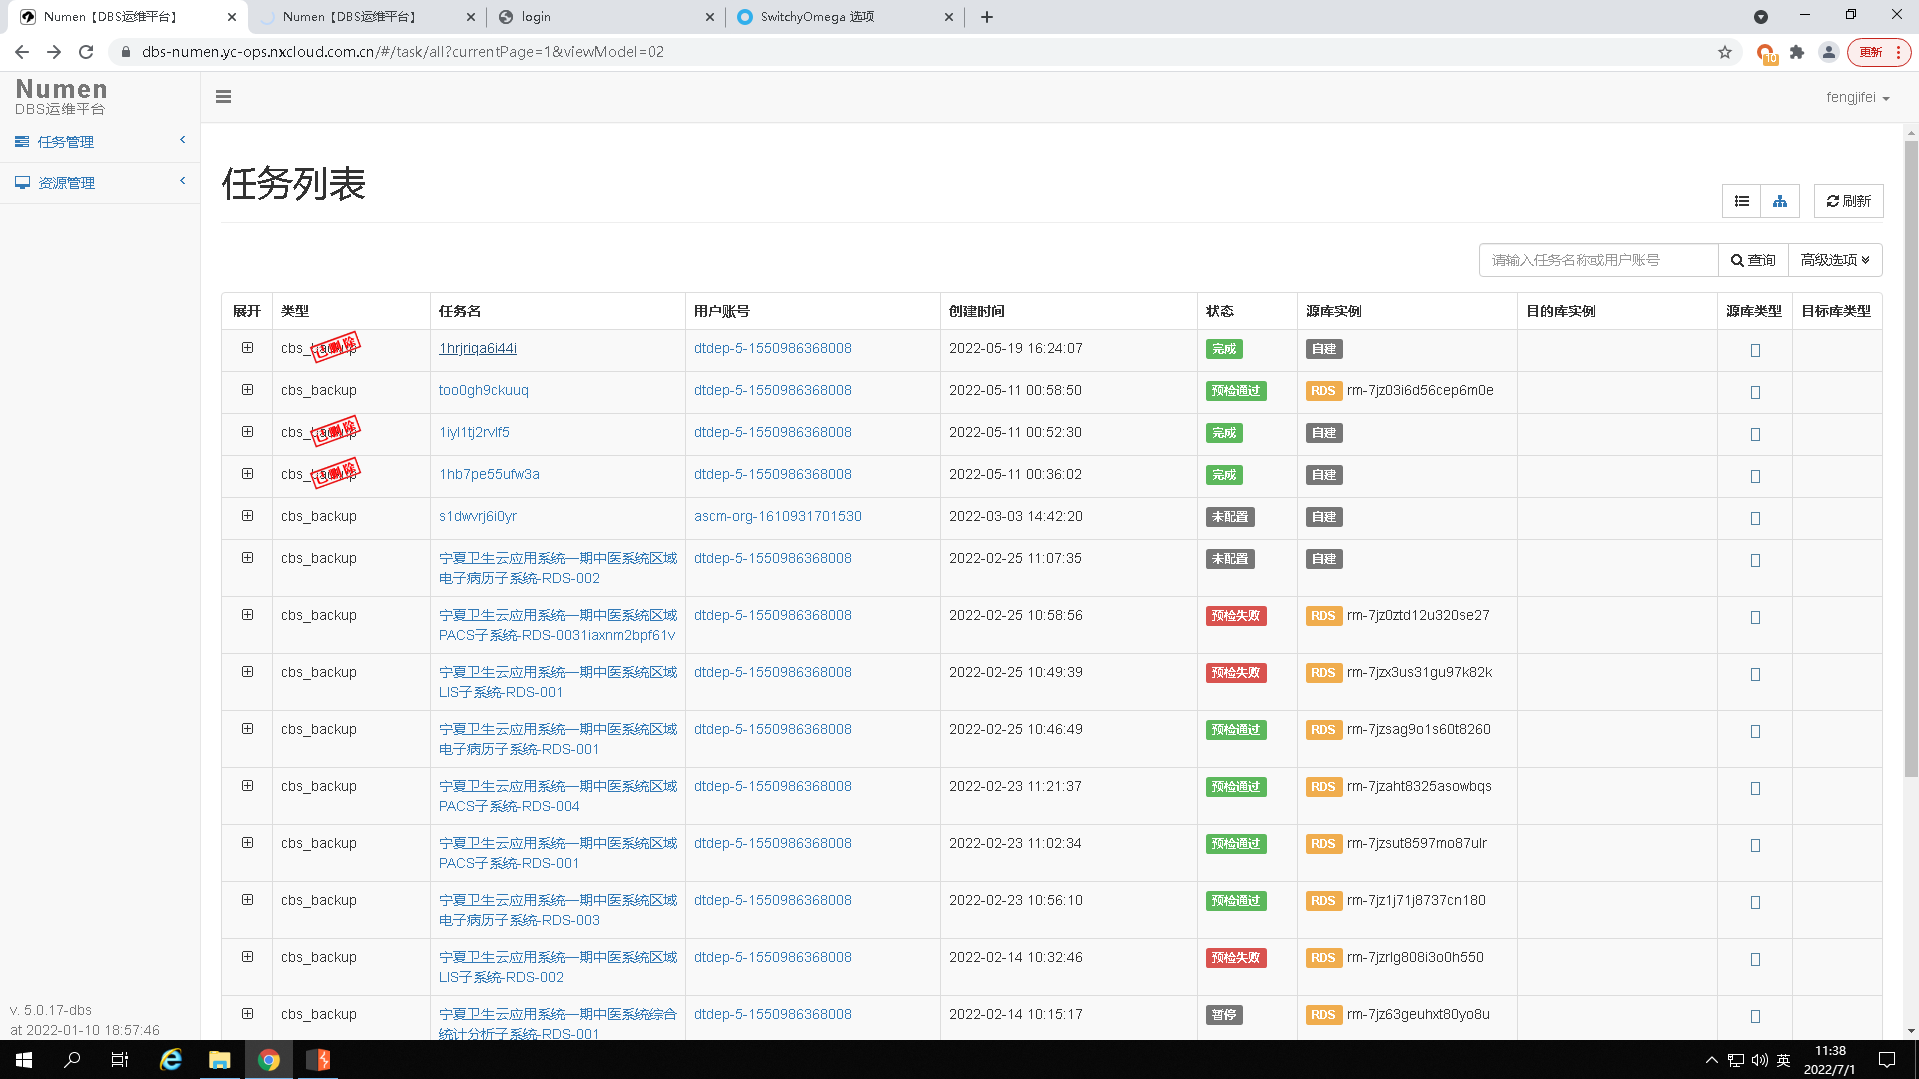 Numen【DBS运维平台】
Numen【DBS运维平台】
login
SwitchyOmega 选项
dbs-numen.yc-ops.nxcloud.com.cn/#/task/all?currentPage=1&viewModel=02
10
更新
Numen
DBS运维平台
fengjifei
任务管理
资源管理
任务列表
刷新
请输入任务名称或用户账号
查询
高级选项
展开 类型 任务名 用户账号 创建时间 状态 源库实例 目的库实例 源库类型 目标库类型
cbs_backup 已删除 1hrjriqa6i44i dtdep-5-1550986368008 2022-05-19 16:24:07 完成 自建
cbs_backup too0gh9ckuuq dtdep-5-1550986368008 2022-05-11 00:58:50 预检通过 RDS rm-7jz03i6d56cep6m0e
cbs_backup 已删除 1iyl1tj2rvlf5 dtdep-5-1550986368008 2022-05-11 00:52:30 完成 自建
cbs_backup 已删除 1hb7pe55ufw3a dtdep-5-1550986368008 2022-05-11 00:36:02 完成 自建
cbs_backup s1dwvrj6i0yr ascm-org-1610931701530 2022-03-03 14:42:20 未配置 自建
cbs_backup 宁夏卫生云应用系统一期中医系统区域 dtdep-5-1550986368008 2022-02-25 11:07:35 未配置 自建
电子病历子系统-RDS-002
cbs_backup 宁夏卫生云应用系统一期中医系统区域 dtdep-5-1550986368008 2022-02-25 10:58:56 预检失败 RDS rm-7jz0ztd12u320se27
PACS子系统-RDS-0031iaxnm2bpf61v
cbs_backup 宁夏卫生云应用系统一期中医系统区域 dtdep-5-1550986368008 2022-02-25 10:49:39 预检失败 RDS rm-7jzx3us31gu97k82k
LIS子系统-RDS-001
cbs_backup 宁夏卫生云应用系统一期中医系统区域 dtdep-5-1550986368008 2022-02-25 10:46:49 预检通过 RDS rm-7jzsag9o1s60t8260
电子病历子系统-RDS-001
cbs_backup 宁夏卫生云应用系统一期中医系统区域 dtdep-5-1550986368008 2022-02-23 11:21:37 预检通过 RDS rm-7jzaht8325asowbqs
PACS子系统-RDS-004
cbs_backup 宁夏卫生云应用系统一期中医系统区域 dtdep-5-1550986368008 2022-02-23 11:02:34 预检通过 RDS rm-7jzsut8597mo87ulr
PACS子系统-RDS-001
cbs_backup 宁夏卫生云应用系统一期中医系统区域 dtdep-5-1550986368008 2022-02-23 10:56:10 预检通过 RDS rm-7jz1j71j8737cn180
电子病历子系统-RDS-003
cbs_backup 宁夏卫生云应用系统一期中医系统区域 dtdep-5-1550986368008 2022-02-14 10:32:46 预检失败 RDS rm-7jzrlg808i3o0h550
LIS子系统-RDS-002
cbs_backup 宁夏卫生云应用系统一期中医系统综合 dtdep-5-1550986368008 2022-02-14 10:15:17 暂停 RDS rm-7jz63geuhxt80yo8u
统计分析子系统-RDS-001
v. 5.0.17-dbs
at 2022-01-10 18:57:46
英
11:38
2022/7/1